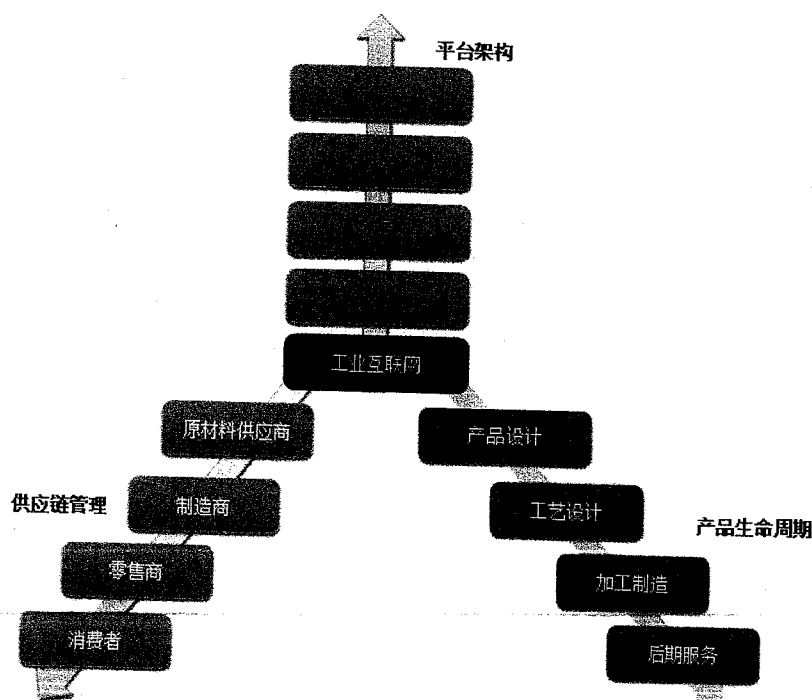 平台架构
工业互联网
原材料供应商
产品设计
供应链管理
制造商
工艺设计
产品生命周期
零售商
加工制造
消费者
后期服务